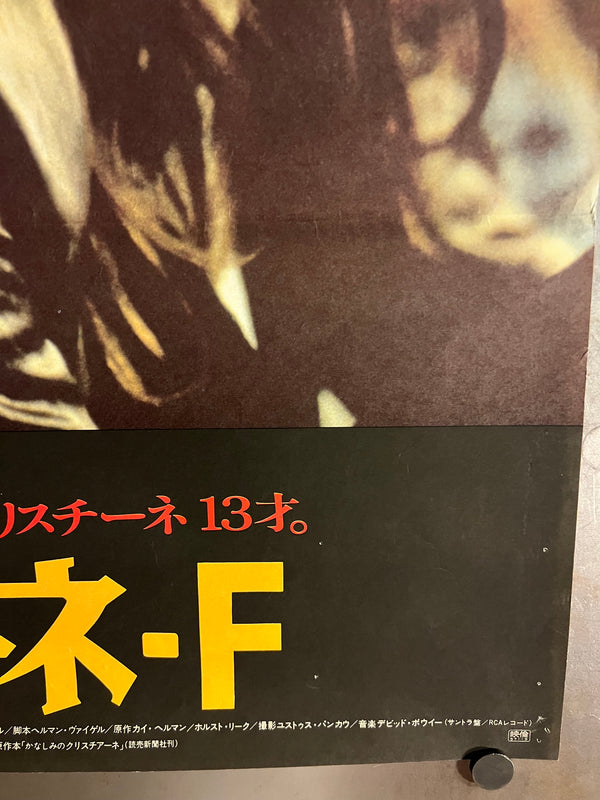 リスチーネ 13才。
ネ・F
ル/脚本ヘルマン・ヴァイゲル/原作カイ・ヘルマン/ホルスト・リーク/撮影ユストゥス・パンカウ/音楽デビッド・ボウイー(サントラ盤/RCAレコード)
原作本「かなしみのクリスチアーネ」(読売新聞社刊)
映倫